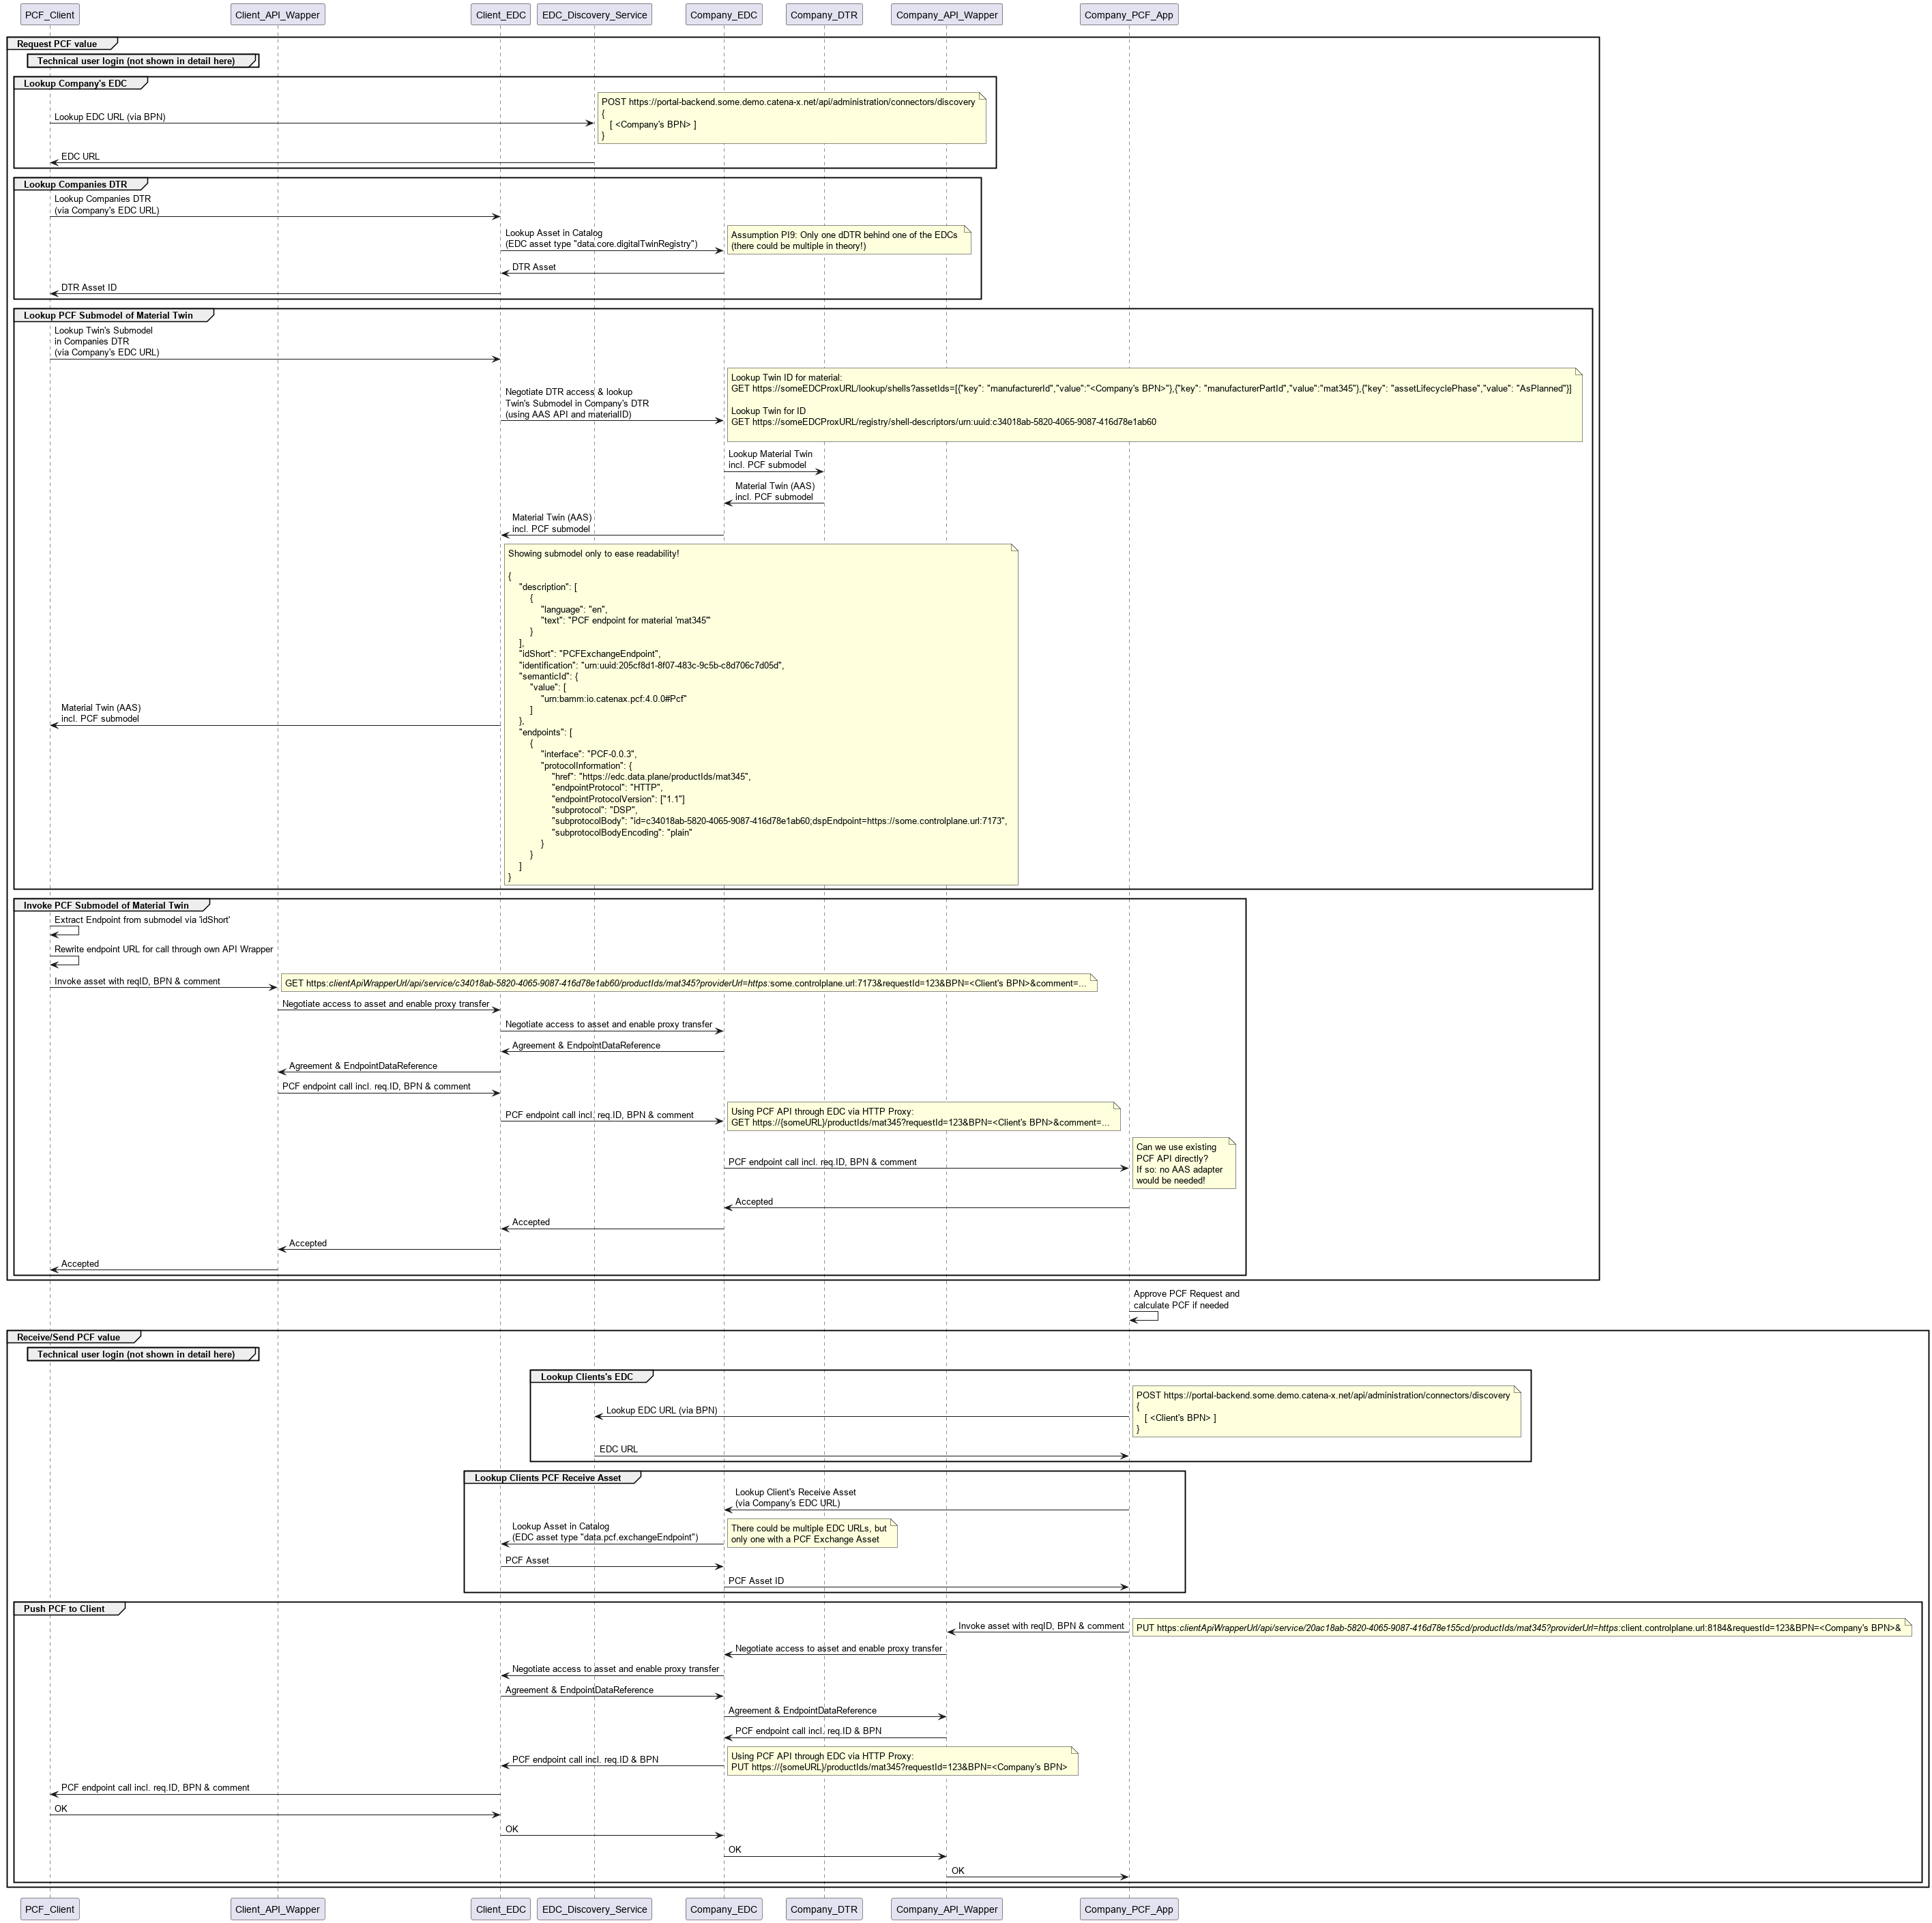 PCF_Client
Client_API_Wapper
Client_EDC
EDC_Discovery_Service
Company_EDC
Company_DTR
Company_API_Wapper
Company_PCF_App
Request PCF value
Technical user login (not shown in detail here)
Lookup Company's EDC
POST https://portal-backend.some.demo.catena-x.net/api/administration/connectors/discovery
{
[ <Company's BPN> ]
}
Lookup EDC URL (via BPN)
EDC URL
Lookup Companies DTR
Lookup Companies DTR
(via Company's EDC URL)
Lookup Asset in Catalog
(EDC asset type "data.core.digitalTwinRegistry")
Assumption PI9: Only one dDTR behind one of the EDCs
(there could be multiple in theory!)
DTR Asset
DTR Asset ID
Lookup PCF Submodel of Material Twin
Lookup Twin's Submodel
in Companies DTR
(via Company's EDC URL)
Negotiate DTR access & lookup
Twin's Submodel in Company's DTR
(using AAS API and materialID)
Lookup Twin ID for material:
GET https://someEDCProxURL/lookup/shells?assetIds=[{"key": "manufacturerId","value":"<Company's BPN>"},{"key": "manufacturerPartId","value":"mat345"},{"key": "assetLifecyclePhase","value": "AsPlanned"}]
Lookup Twin for ID
GET https://someEDCProxURL/registry/shell-descriptors/urn:uuid:c34018ab-5820-4065-9087-416d78e1ab60
Lookup Material Twin
incl. PCF submodel
Material Twin (AAS)
incl. PCF submodel
Material Twin (AAS)
incl. PCF submodel
Showing submodel only to ease readability!
{
"description": [
{
"language": "en",
"text": "PCF endpoint for material 'mat345'"
}
],
"idShort": "PCFExchangeEndpoint",
"identification": "urn:uuid:205cf8d1-8f07-483c-9c5b-c8d706c7d05d",
"semanticId": {
"value": [
"urn:bamm:io.catenax.pcf:4.0.0#Pcf"
]
},
"endpoints": [
{
"interface": "PCF-0.0.3",
"protocolInformation": {
"href": "https://edc.data.plane/productIds/mat345",
"endpointProtocol": "HTTP",
"endpointProtocolVersion": ["1.1"]
"subprotocol": "DSP",
"subprotocolBody": "id=c34018ab-5820-4065-9087-416d78e1ab60;dspEndpoint=https://some.controlplane.url:7173",
"subprotocolBodyEncoding": "plain"
}
}
]
}
Material Twin (AAS)
incl. PCF submodel
Invoke PCF Submodel of Material Twin
Extract Endpoint from submodel via 'idShort'
Rewrite endpoint URL for call through own API Wrapper
Invoke asset with reqID, BPN & comment
GET https:clientApiWrapperUrl/api/service/c34018ab-5820-4065-9087-416d78e1ab60/productIds/mat345?providerUrl=https:some.controlplane.url:7173&requestId=123&BPN=<Client's BPN>&comment=...
Negotiate access to asset and enable proxy transfer
Negotiate access to asset and enable proxy transfer
Agreement & EndpointDataReference
Agreement & EndpointDataReference
PCF endpoint call incl. req.ID, BPN & comment
PCF endpoint call incl. req.ID, BPN & comment
Using PCF API through EDC via HTTP Proxy:
GET https://{someURL}/productIds/mat345?requestId=123&BPN=<Client's BPN>&comment=...
PCF endpoint call incl. req.ID, BPN & comment
Can we use existing
PCF API directly?
If so: no AAS adapter
would be needed!
Accepted
Accepted
Accepted
Accepted
Approve PCF Request and
calculate PCF if needed
Receive/Send PCF value
Technical user login (not shown in detail here)
Lookup Clients's EDC
Lookup EDC URL (via BPN)
POST https://portal-backend.some.demo.catena-x.net/api/administration/connectors/discovery
{
[ <Client's BPN> ]
}
EDC URL
Lookup Clients PCF Receive Asset
Lookup Client's Receive Asset
(via Company's EDC URL)
Lookup Asset in Catalog
(EDC asset type "data.pcf.exchangeEndpoint")
There could be multiple EDC URLs, but
only one with a PCF Exchange Asset
PCF Asset
PCF Asset ID
Push PCF to Client
Invoke asset with reqID, BPN & comment
PUT https:clientApiWrapperUrl/api/service/20ac18ab-5820-4065-9087-416d78e155cd/productIds/mat345?providerUrl=https:client.controlplane.url:8184&requestId=123&BPN=<Company's BPN>&
Negotiate access to asset and enable proxy transfer
Negotiate access to asset and enable proxy transfer
Agreement & EndpointDataReference
Agreement & EndpointDataReference
PCF endpoint call incl. req.ID & BPN
PCF endpoint call incl. req.ID & BPN
Using PCF API through EDC via HTTP Proxy:
PUT https://{someURL}/productIds/mat345?requestId=123&BPN=<Company's BPN>
PCF endpoint call incl. req.ID, BPN & comment
OK
OK
OK
OK
PCF_Client
Client_API_Wapper
Client_EDC
EDC_Discovery_Service
Company_EDC
Company_DTR
Company_API_Wapper
Company_PCF_App